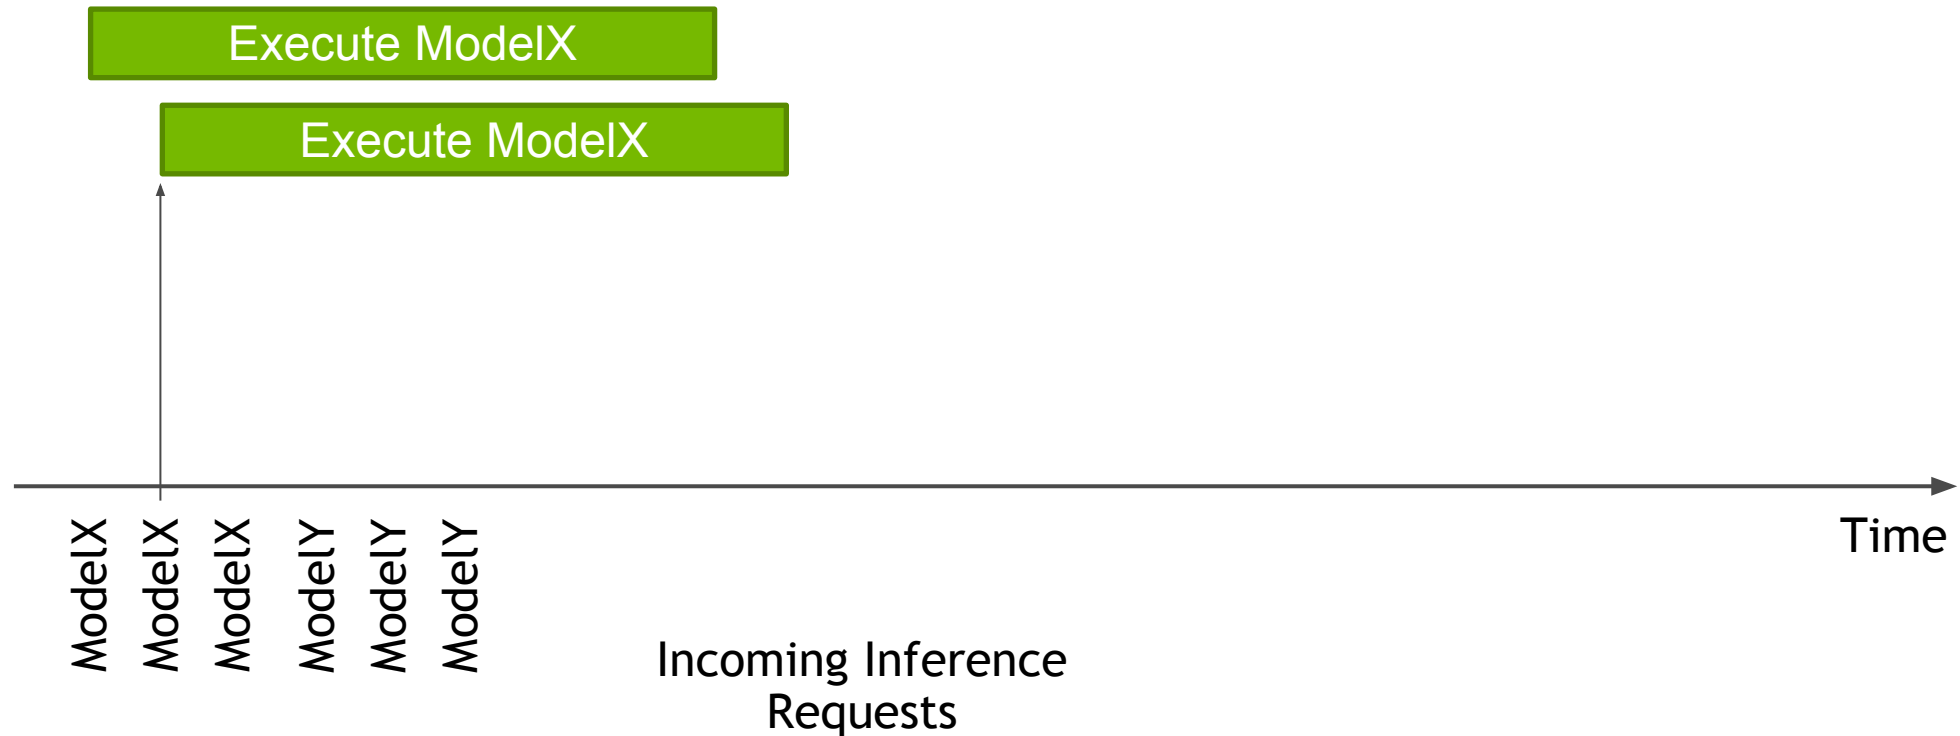 Execute ModelX
Execute ModelX
Time
ModelX
ModelX
ModelX
ModelY
ModelY
ModelY
Incoming Inference
Requests